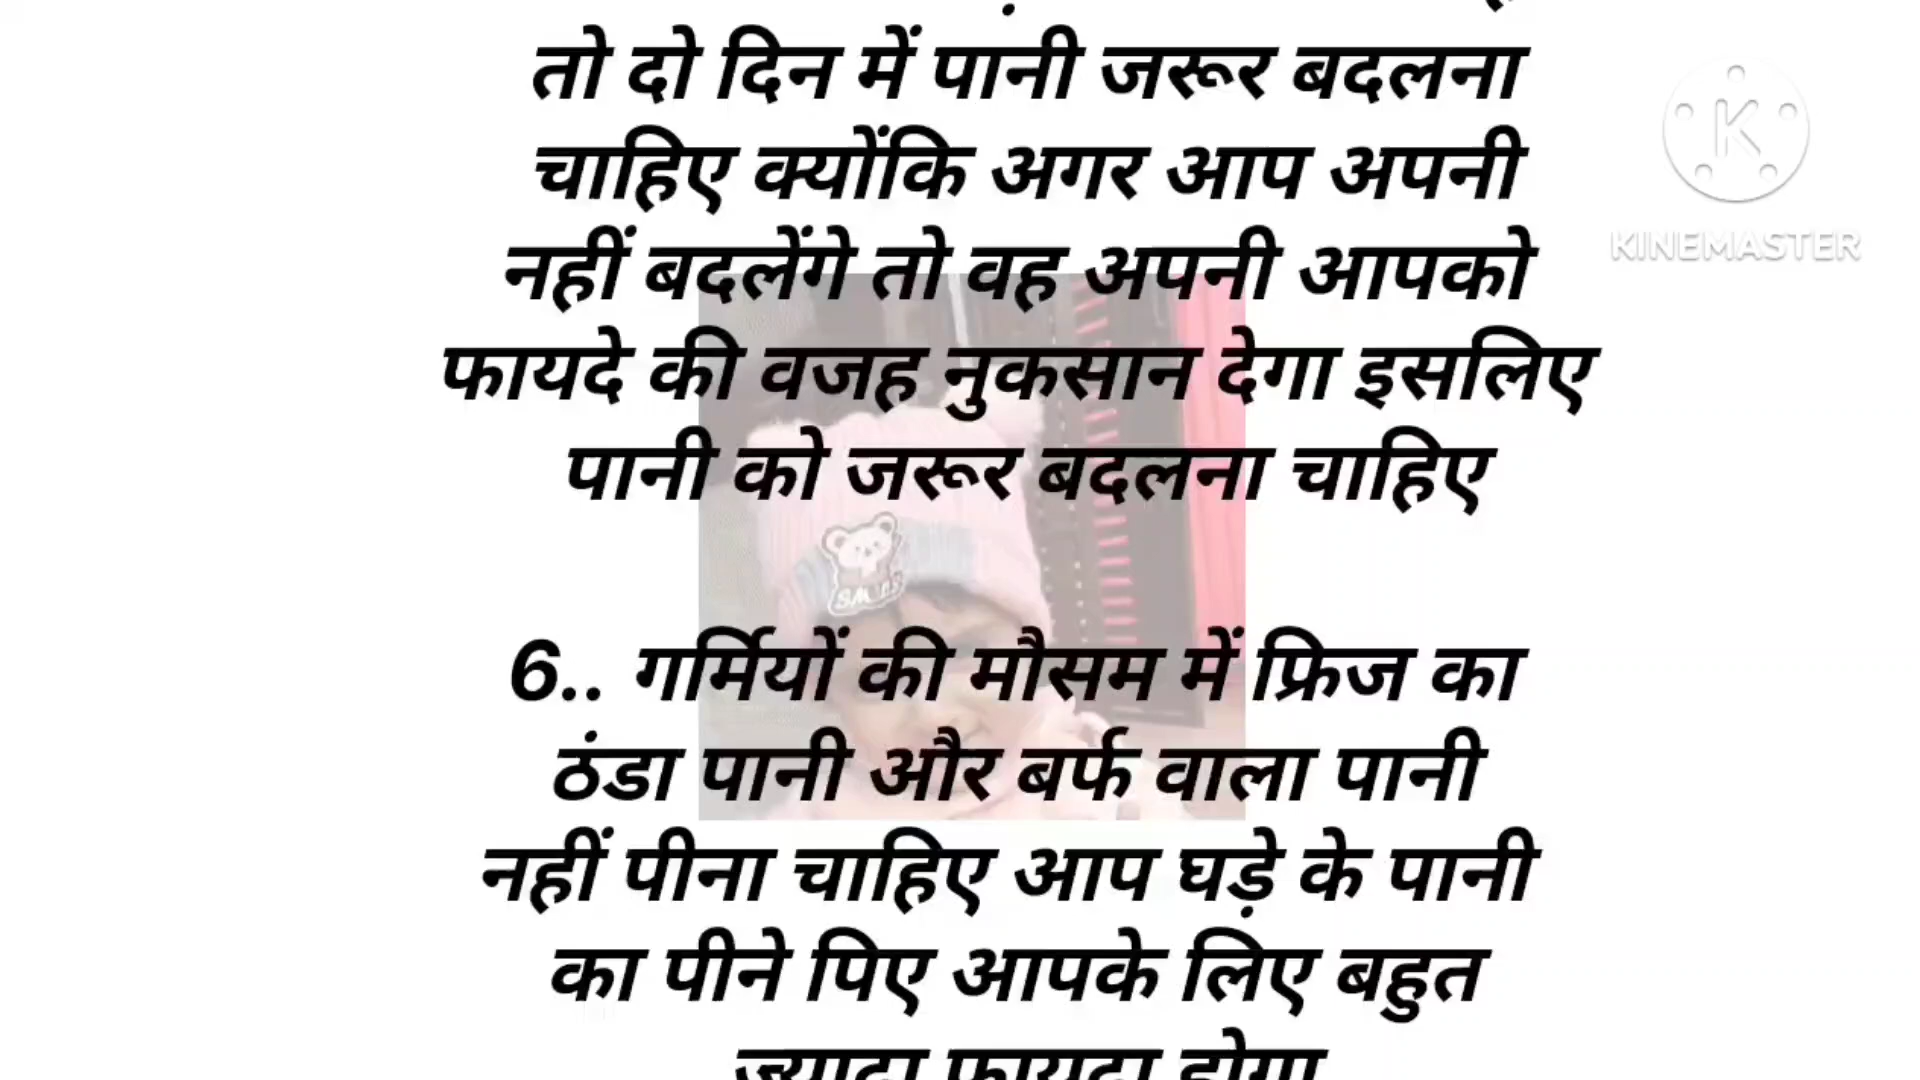 तो दो दिन में पानी जरूर बदलना
चाहिए क्योंकि अगर आप अपनी
नहीं बदलेंगे तो वह अपनी आपको
फायदे की वजह नुकसान देगा इसलिए
पानी को जरूर बदलना चाहिए
6.. गर्मियों की मौसम में फ्रिज का
ठंडा पानी और बर्फ वाला पानी
नहीं पीना चाहिए आप घड़े के पानी
का पीने पिए आपके लिए बहुत
ज्यादा फायदा होगा
KINEMASTER